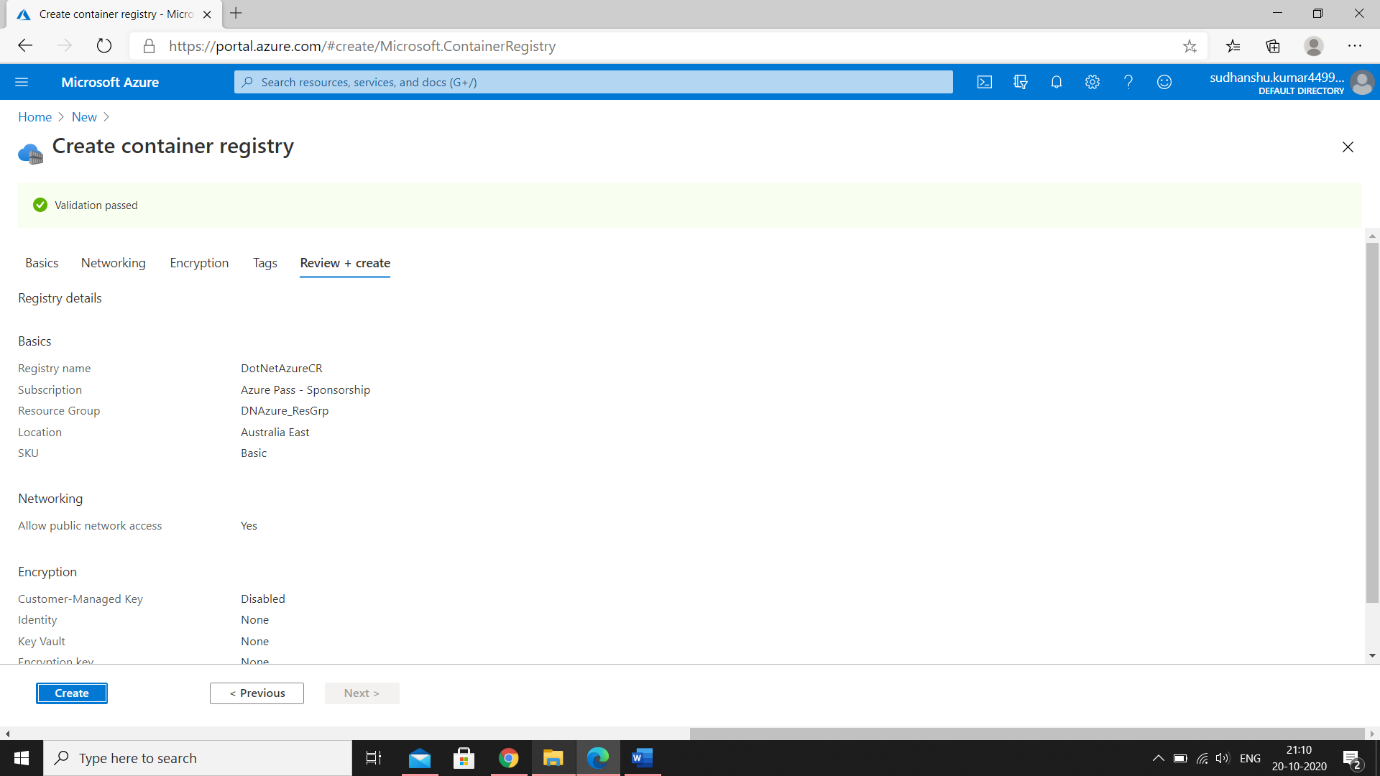 Create container registry - Micro
https://portal.azure.com/#create/Microsoft.ContainerRegistry
Microsoft Azure
Search resources, services, and docs (G+/)
sudhanshu.kumar4499...
DEFAULT DIRECTORY
Home > New >
Create container registry
Validation passed
Basics Networking Encryption Tags Review + create
Registry details
Basics
Registry name DotNetAzureCR
Subscription Azure Pass - Sponsorship
Resource Group DNAzure_ResGrp
Location Australia East
SKU Basic
Networking
Allow public network access Yes
Encryption
Customer-Managed Key Disabled
Identity None
Key Vault None
Encryption key None
Create < Previous Next >
Type here to search
ENG
21:10
20-10-2020
2